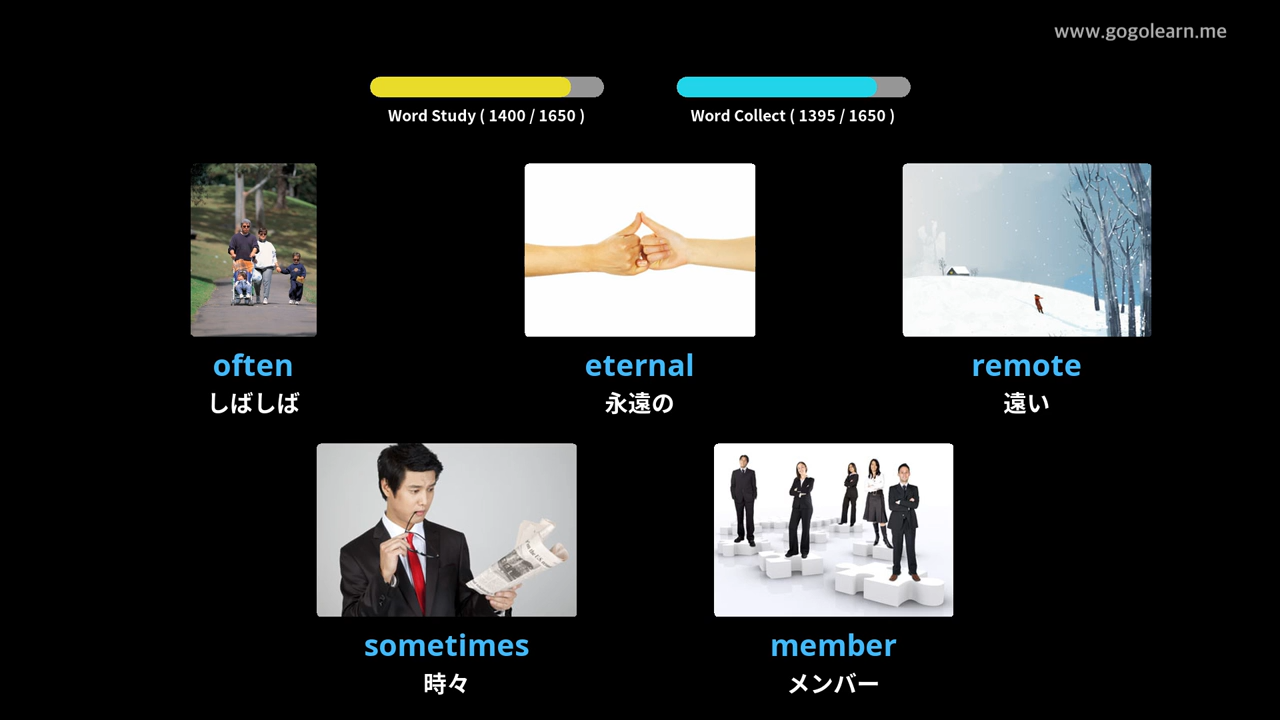 www.gogolearn.me
Word Study ( 1400 / 1650 )
Word Collect ( 1395 / 1650 )
often
しばしば
eternal
永遠の
remote
遠い
sometimes
時々
member
メンバー